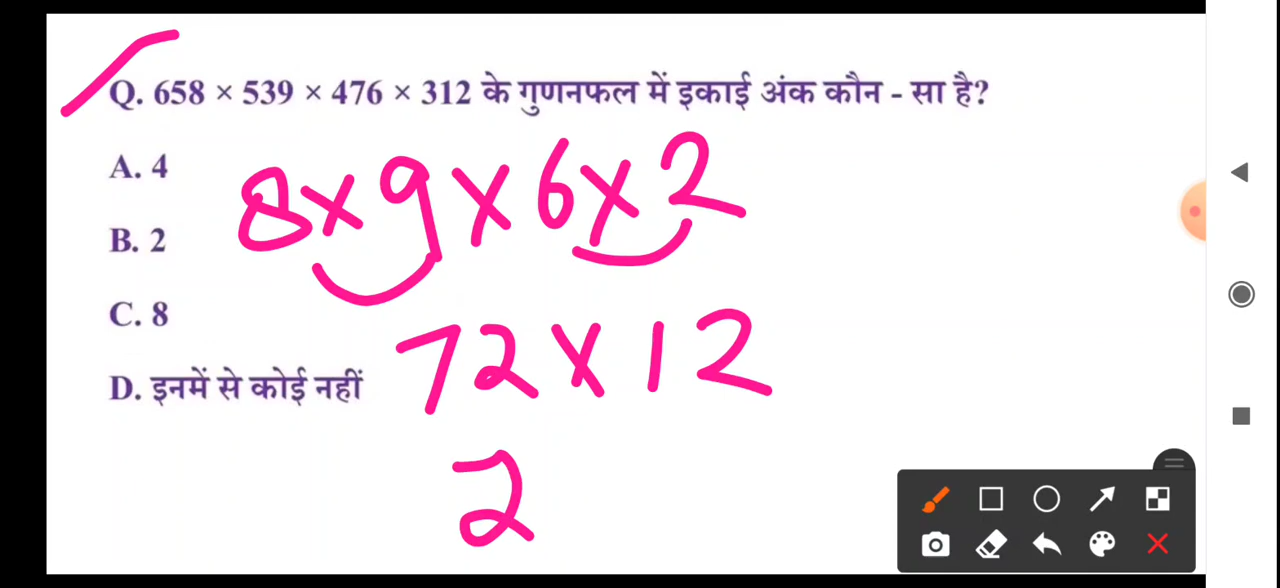 Q. 658 × 539 × 476 × 312 के गुणनफल में इकाई अंक कौन - सा है?
A. 4
8 x 9 x 6 x 2
B. 2
C. 8
72 x 12
D. इनमें से कोई नहीं
2